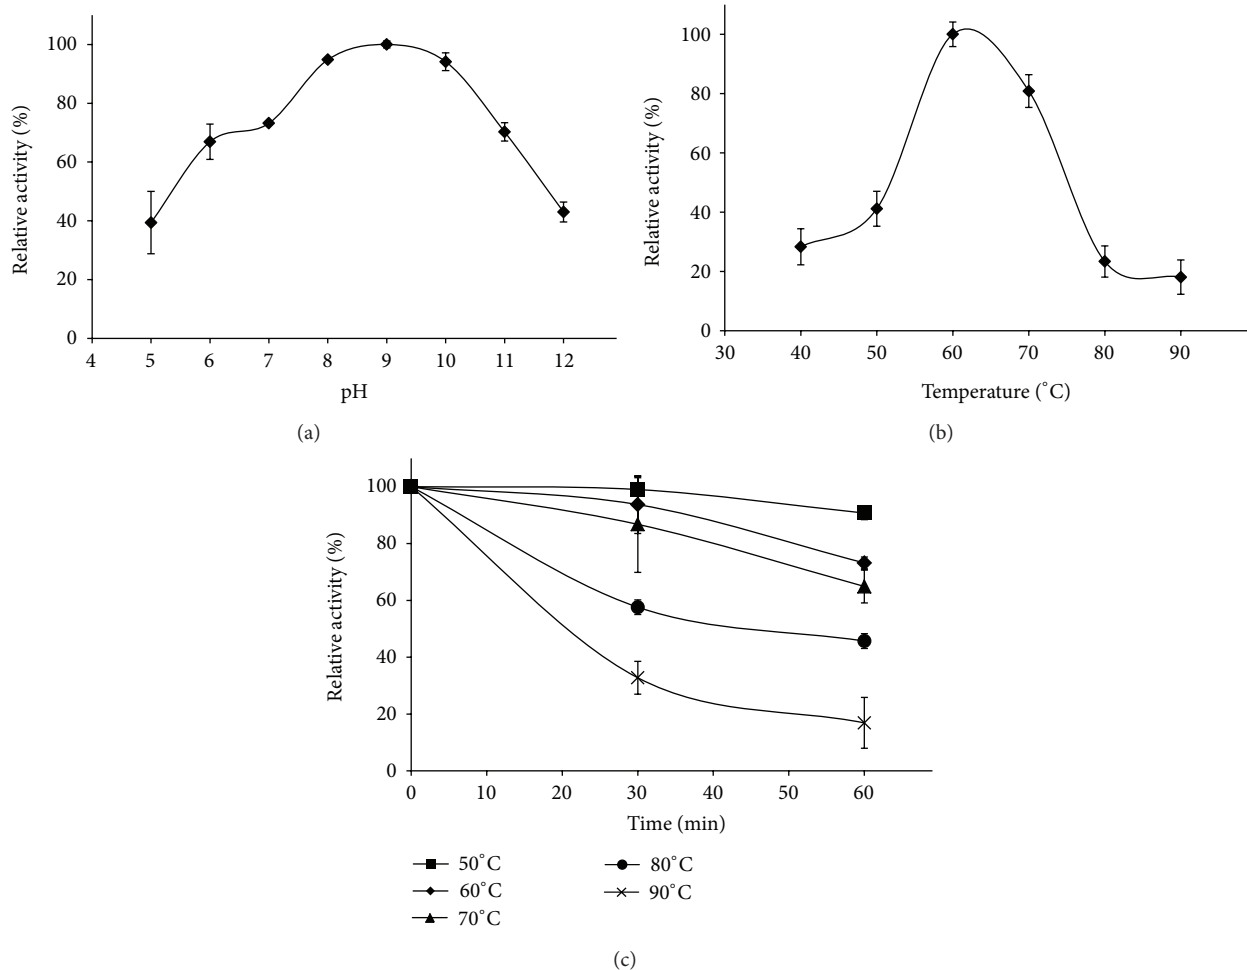 100
80
60
40
20
0
Relative activity (%)
4 5 6 7 8 9 10 11 12
pH
(a)
100
80
60
40
20
0
Relative activity (%)
30 40 50 60 70 80 90
Temperature (˚C)
(b)
100
80
60
40
20
0
Relative activity (%)
0 10 20 30 40 50 60
Time (min)
50˚C
60˚C
70˚C
80˚C
90˚C
(c)